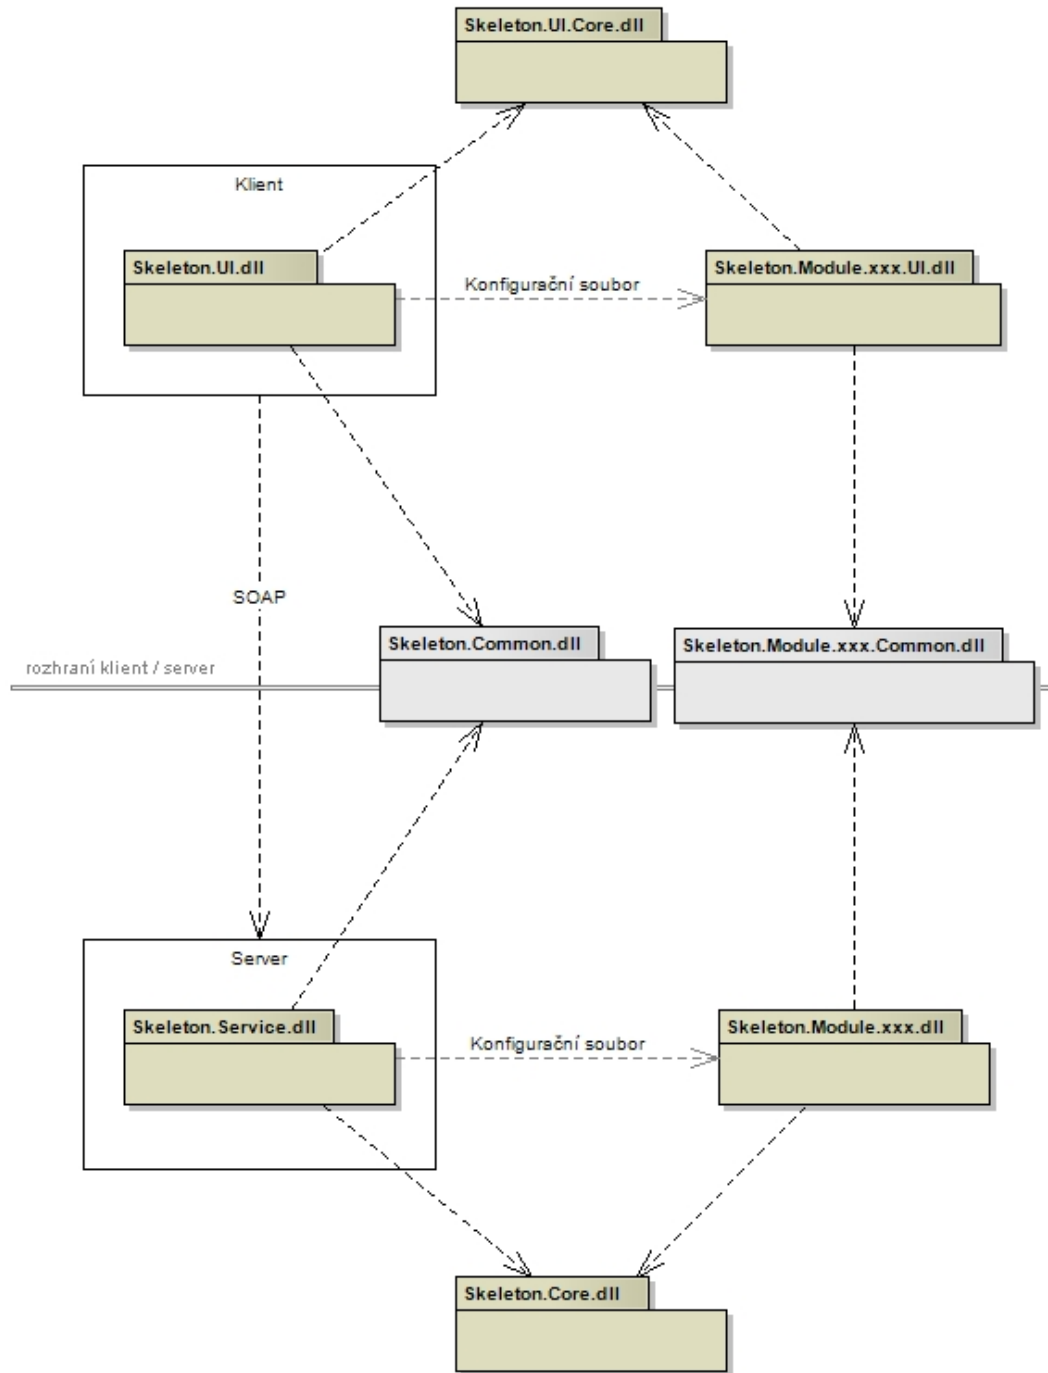 Skeleton.UI.Core.dll
Klient
Skeleton.UI.dll
Konfigurační soubor
Skeleton.Module.xxx.UI.dll
SOAP
rozhraní klient / server
Skeleton.Common.dll
Skeleton.Module.xxx.Common.dll
Server
Skeleton.Service.dll
Konfigurační soubor
Skeleton.Module.xxx.dll
Skeleton.Core.dll